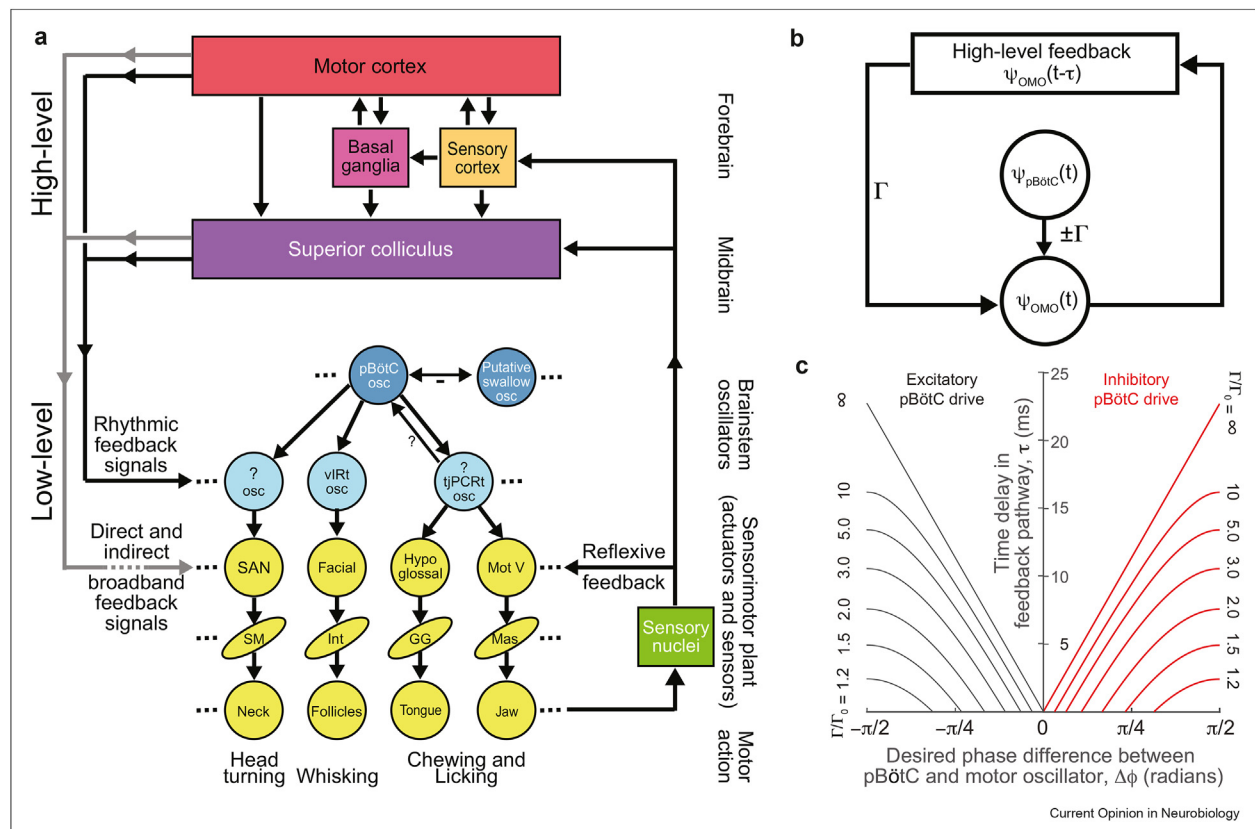 a
Motor cortex
Basal
ganglia
Sensory
cortex
Superior colliculus
High-level
Low-level
Forebrain
Midbrain
Brainstem
oscillators
Sensorimotor plant
(actuators and sensors)
Motor
action
pBötC
osc
-
Putative
swallow
osc
?
Rhythmic
feedback
signals
?
osc
vIRt
osc
?
tjPCRt
osc
Direct and
indirect
broadband
feedback
signals
SAN
Facial
Hypo
glossal
Mot V
Reflexive
feedback
SM
Int
GG
Mas
Sensory
nuclei
Neck
Follicles
Tongue
Jaw
Head
turning
Whisking
Chewing and
Licking
b
High-level feedback
ψOMO(t-τ)
Γ
ψpBötC(t)
±Γ
ψOMO(t)
c
Excitatory
pBötC drive
Inhibitory
pBötC drive
Time delay in
feedback pathway, τ (ms)
25
20
15
10
5
∞
10
5.0
3.0
2.0
1.5
Γ/Γ0 = 1.2
Γ/Γ0 = ∞
10
5.0
3.0
2.0
1.5
1.2
−π/2
−π/4
0
π/4
π/2
Desired phase difference between
pBötC and motor oscillator, Δϕ (radians)
Current Opinion in Neurobiology